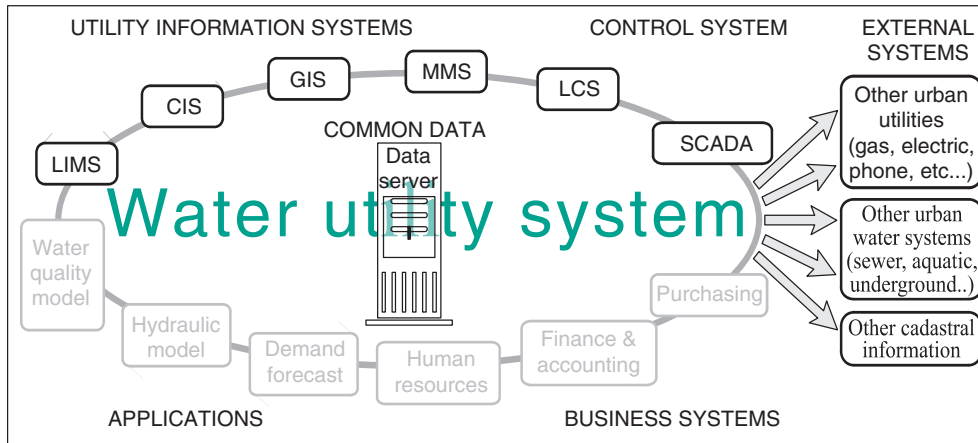 UTILITY INFORMATION SYSTEMS
CONTROL SYSTEM
EXTERNAL
SYSTEMS
MMS
GIS
LCS
CIS
SCADA
LIMS
COMMON DATA
Data
server
Water utility system
Other urban
utilities
(gas, electric,
phone, etc...)
Other urban
water systems
(sewer, aquatic,
underground..)
Other cadastral
information
Water
quality
model
Hydraulic
model
Demand
forecast
Human
resources
Finance &
accounting
Purchasing
APPLICATIONS
BUSINESS SYSTEMS